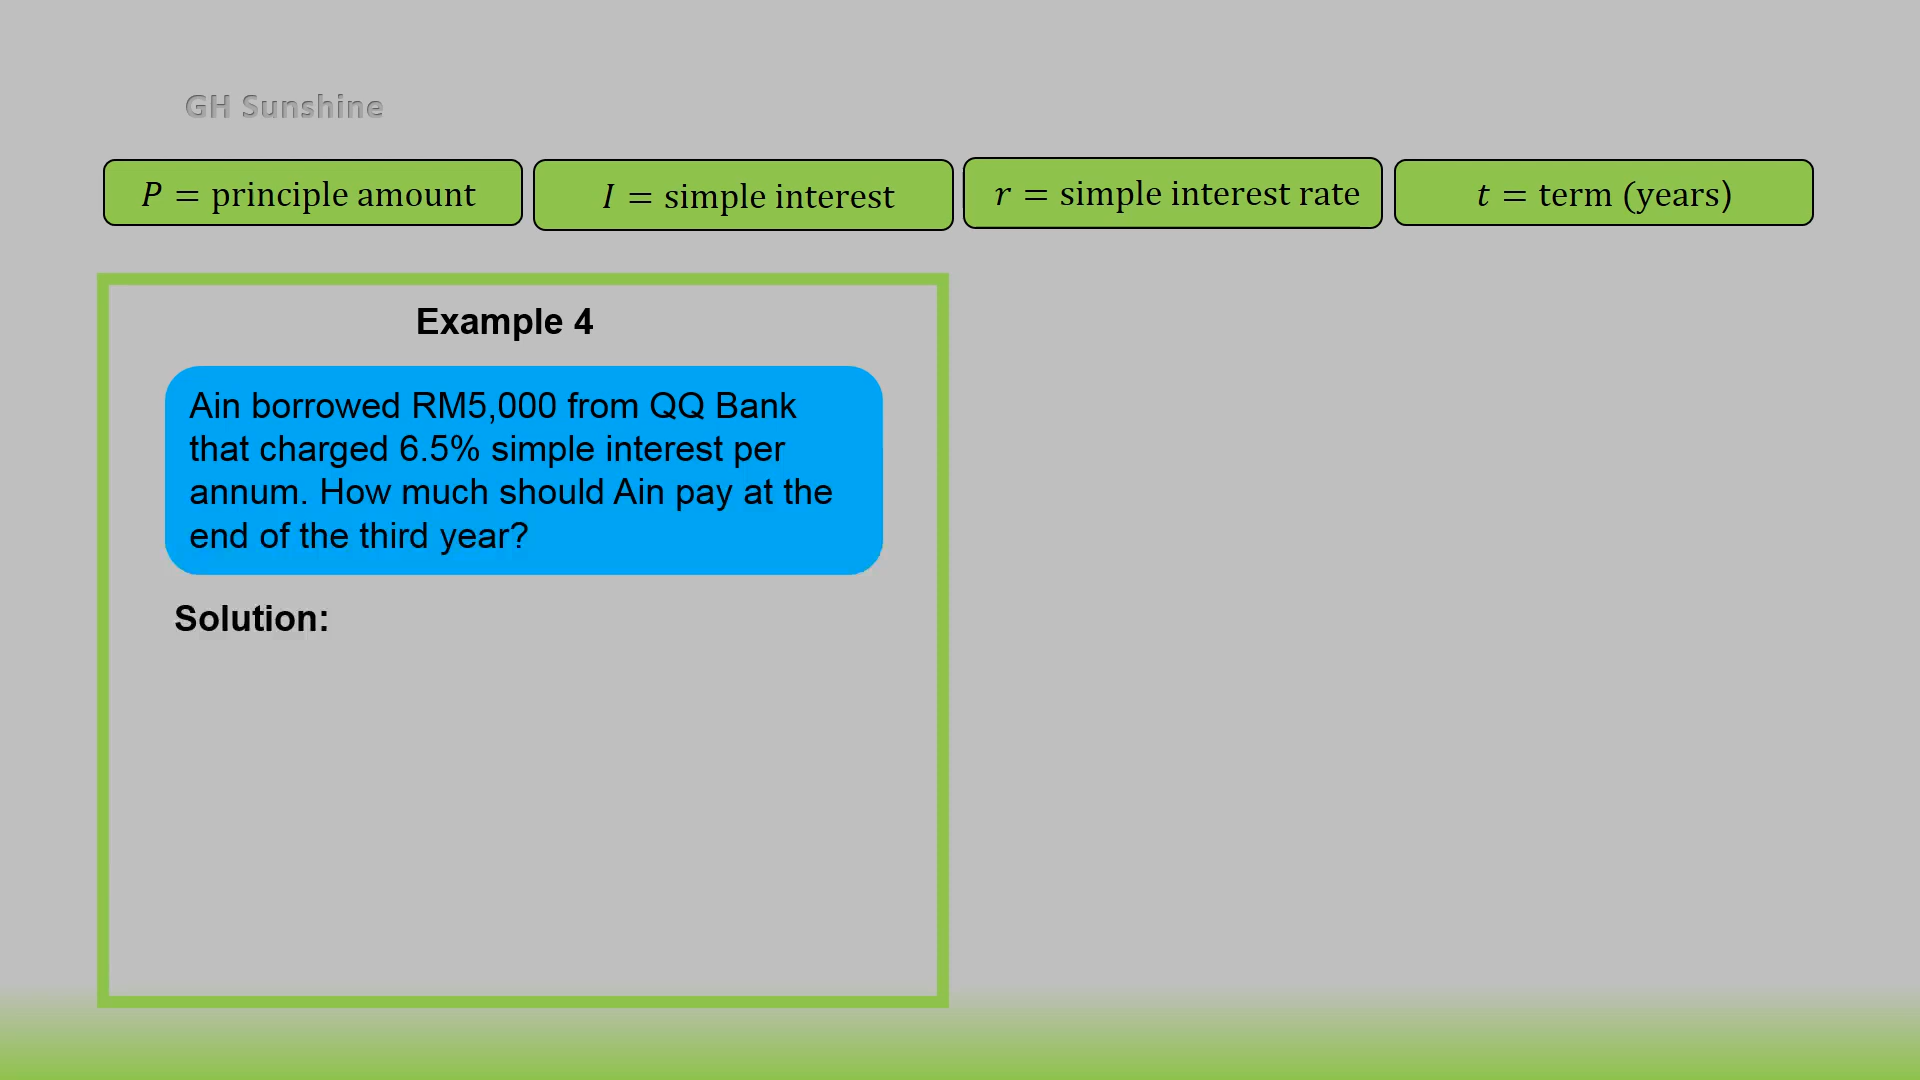 GH Sunshine
P = principle amount
I = simple interest
r = simple interest rate
t = term (years)
Example 4
Ain borrowed RM5,000 from QQ Bank
that charged 6.5% simple interest per
annum. How much should Ain pay at the
end of the third year?
Solution: